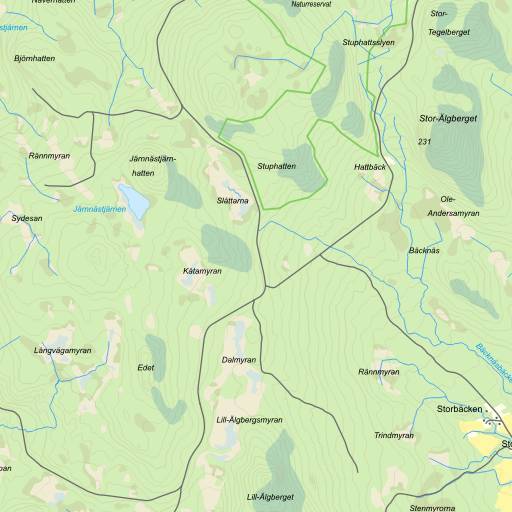 Naturreservat
Stor-
Tegelberget
Stuphattsslyen
Björnhatten
Stor-Älgberget
231
Rännmyran
Jämnästjärn-
hatten
Stuphatten
Hattbäck
Slåttarna
Jämnästjärnen
Sydesan
Ole-
Andersamyran
Bäcknäs
Kåtamyran
Långvägamyran
Edet
Dalmyran
Rännmyran
Storbäcken
Lill-Älgbergsmyran
Trindmyran
Lill-Älgberget
Stenmyrorna